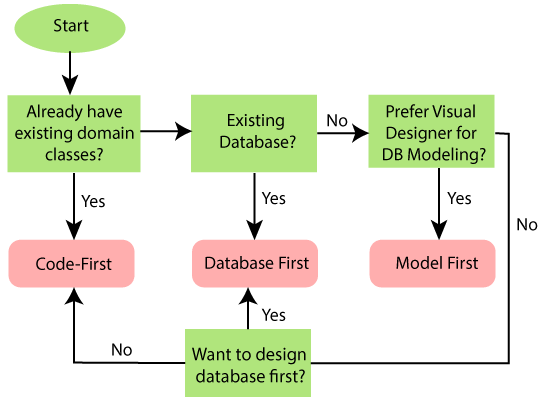 Start
Already have
existing domain
classes?
Existing
Database?
No
Prefer Visual
Designer for
DB Modeling?
Yes
Yes
Yes
No
Code-First
Database First
Model First
Yes
No
Want to design
database first?